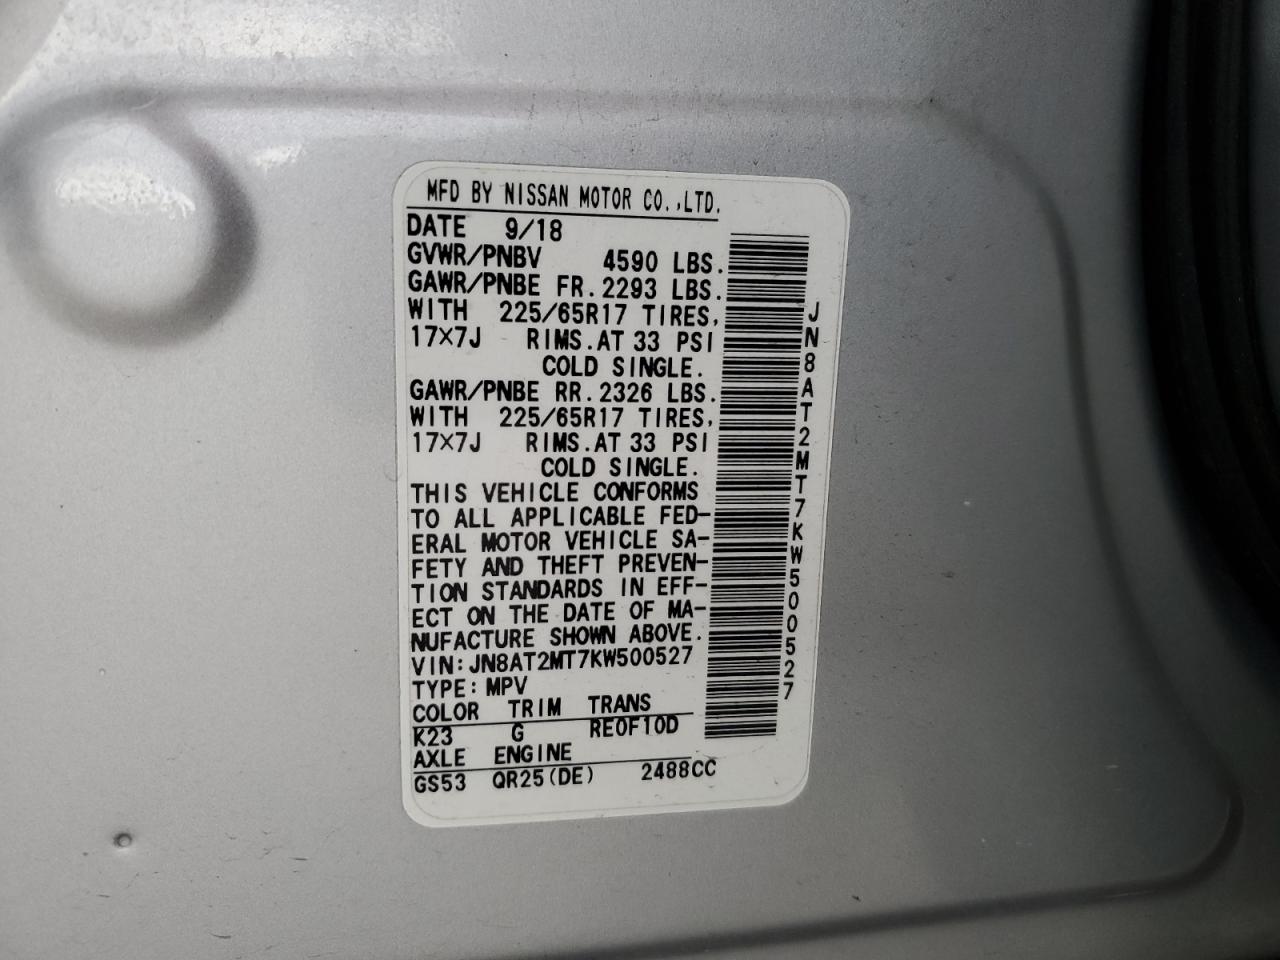 MFD BY NISSAN MOTOR CO.,LTD.
DATE 9/18
GVWR/PNBV 4590 LBS.
GAWR/PNBE FR. 2293 LBS.
WITH 225/65R17 TIRES,
17×7J RIMS. AT 33 PSI
COLD SINGLE.
GAWR/PNBE RR. 2326 LBS.
WITH 225/65R17 TIRES,
17×7J RIMS. AT 33 PSI
COLD SINGLE.
THIS VEHICLE CONFORMS
TO ALL APPLICABLE FED-
ERAL MOTOR VEHICLE SA-
FETY AND THEFT PREVEN-
TION STANDARDS IN EFF-
ECT ON THE DATE OF MA-
NUFACTURE SHOWN ABOVE.
VIN: JN8AT2MT7KW500527
TYPE: MPV
COLOR TRIM TRANS
K23 G RE0F10D
AXLE ENGINE
GS53 QR25(DE) 2488CC
JN8AT2MT7KW500527